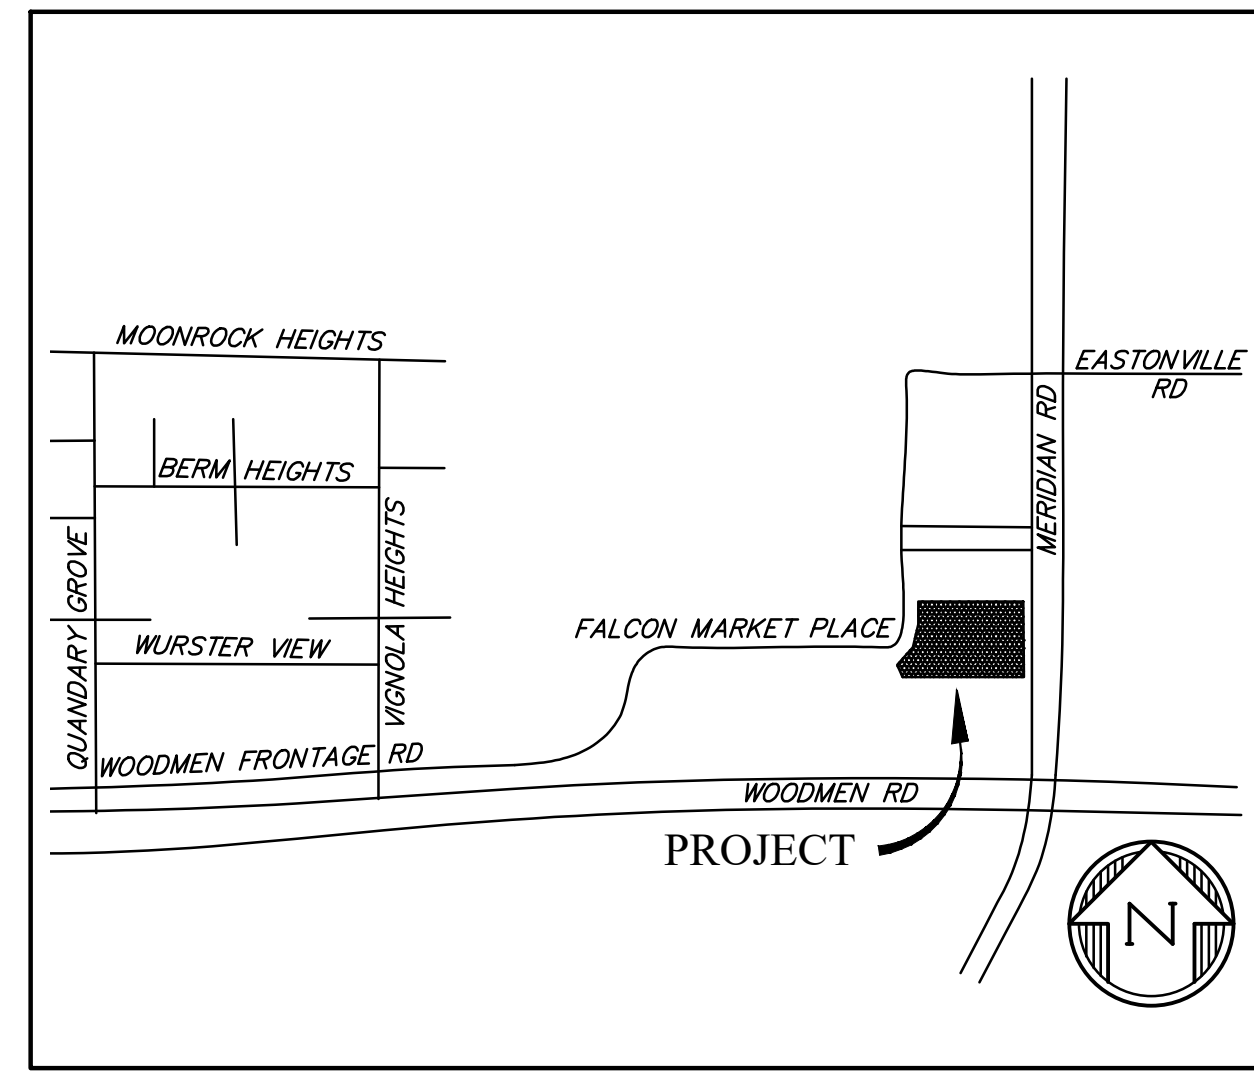 MOONROCK HEIGHTS
EASTONVILLE
RD
MERIDIAN RD
BERM HEIGHTS
QUANDARY GROVE
VIGNOLA HEIGHTS
FALCON MARKET PLACE
WURSTER VIEW
WOODMEN FRONTAGE RD
WOODMEN RD
PROJECT
N